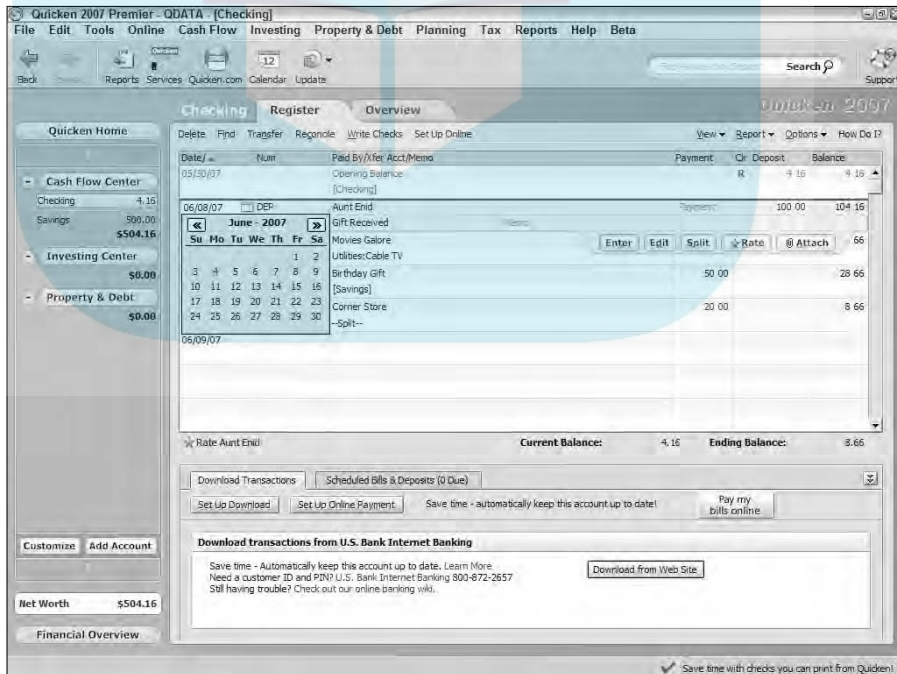 Quicken 2007 Premier - QDATA - [Checking]
File Edit Tools Online Cash Flow Investing Property & Debt Planning Tax Reports Help Beta
Back Reports Services Quicken.com Calendar Update Search Support
Checking Register Overview Quicken 2007
Quicken Home
Delete Find Transfer Reconcile Write Checks Set Up Online View Report Options How Do I?
Date/ Num Paid By/Xfer Acct/Memo Payment Clr Deposit Balance
05/30/07 Opening Balance R 4 16 4 16
[Checking]
Cash Flow Center
Checking 4.16
Savings 500.00
$504.16
Investing Center
$0.00
Property & Debt
$0.00
06/08/07 DEP Aunt Enid Payment 100 00 104 16
Gift Received Memo
June - 2007
Su Mo Tu We Th Fr Sa
1 2
3 4 5 6 7 8 9
10 11 12 13 14 15 16
17 18 19 20 21 22 23
24 25 26 27 28 29 30
Movies Galore 66
Utilities:Cable TV
Enter Edit Split Rate Attach
Birthday Gift 50 00 28 66
[Savings]
Corner Store 20 00 8 66
--Split--
06/09/07
Rate Aunt Enid Current Balance: 4.16 Ending Balance: 8.66
Download Transactions Scheduled Bills & Deposits (0 Due)
Set Up Download Set Up Online Payment Save time - automatically keep this account up to date! Pay my bills online
Download transactions from U.S. Bank Internet Banking
Save time - Automatically keep this account up to date. Learn More
Need a customer ID and PIN? U.S. Bank Internet Banking 800-872-2657
Still having trouble? Check out our online banking wiki.
Download from Web Site
Customize Add Account
Net Worth $504.16
Financial Overview
Save time with checks you can print from Quicken!